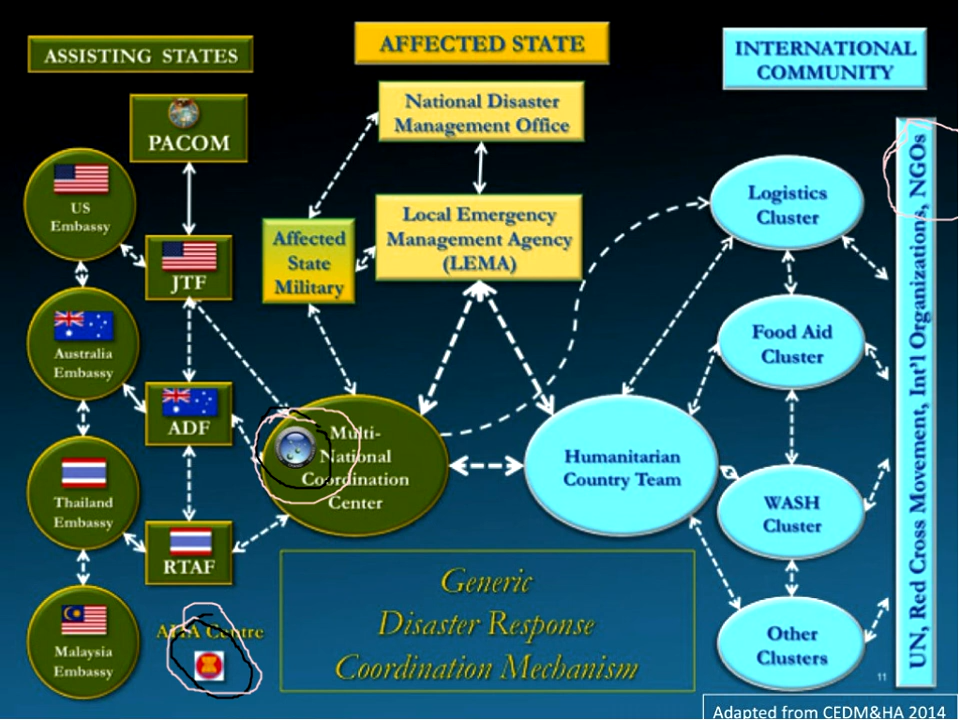 ASSISTING STATES
AFFECTED STATE
INTERNATIONAL
COMMUNITY
PACOM
US
Embassy
JTF
Australia
Embassy
ADF
Thailand
Embassy
RTAF
Malaysia
Embassy
AHA Centre
National Disaster
Management Office
Affected
State
Military
Local Emergency
Management Agency
(LEMA)
Multi-
National
Coordination
Center
Humanitarian
Country Team
Logistics
Cluster
Food Aid
Cluster
WASH
Cluster
Other
Clusters
UN, Red Cross Movement, Int'l Organizations, NGOs
Generic
Disaster Response
Coordination Mechanism
11
Adapted from CEDM&HA 2014